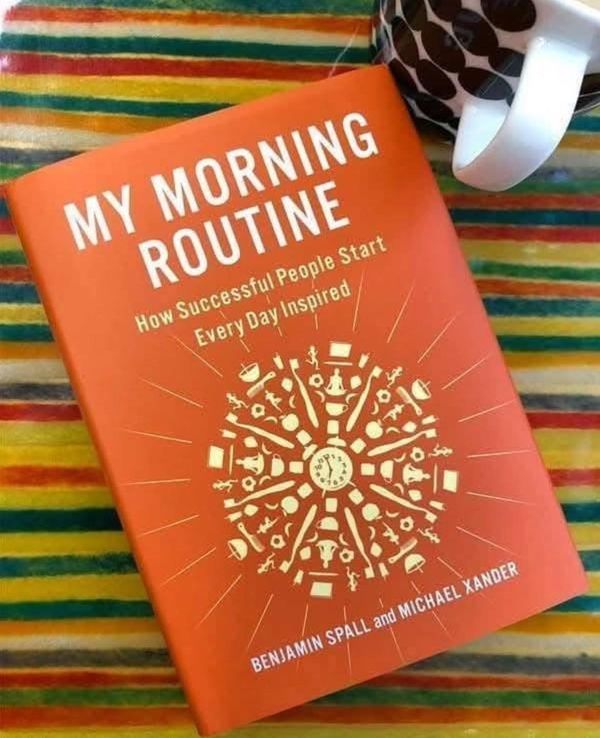 MY MORNING
ROUTINE
How Successful People Start
Every Day Inspired
BENJAMIN SPALL and MICHAEL XANDER